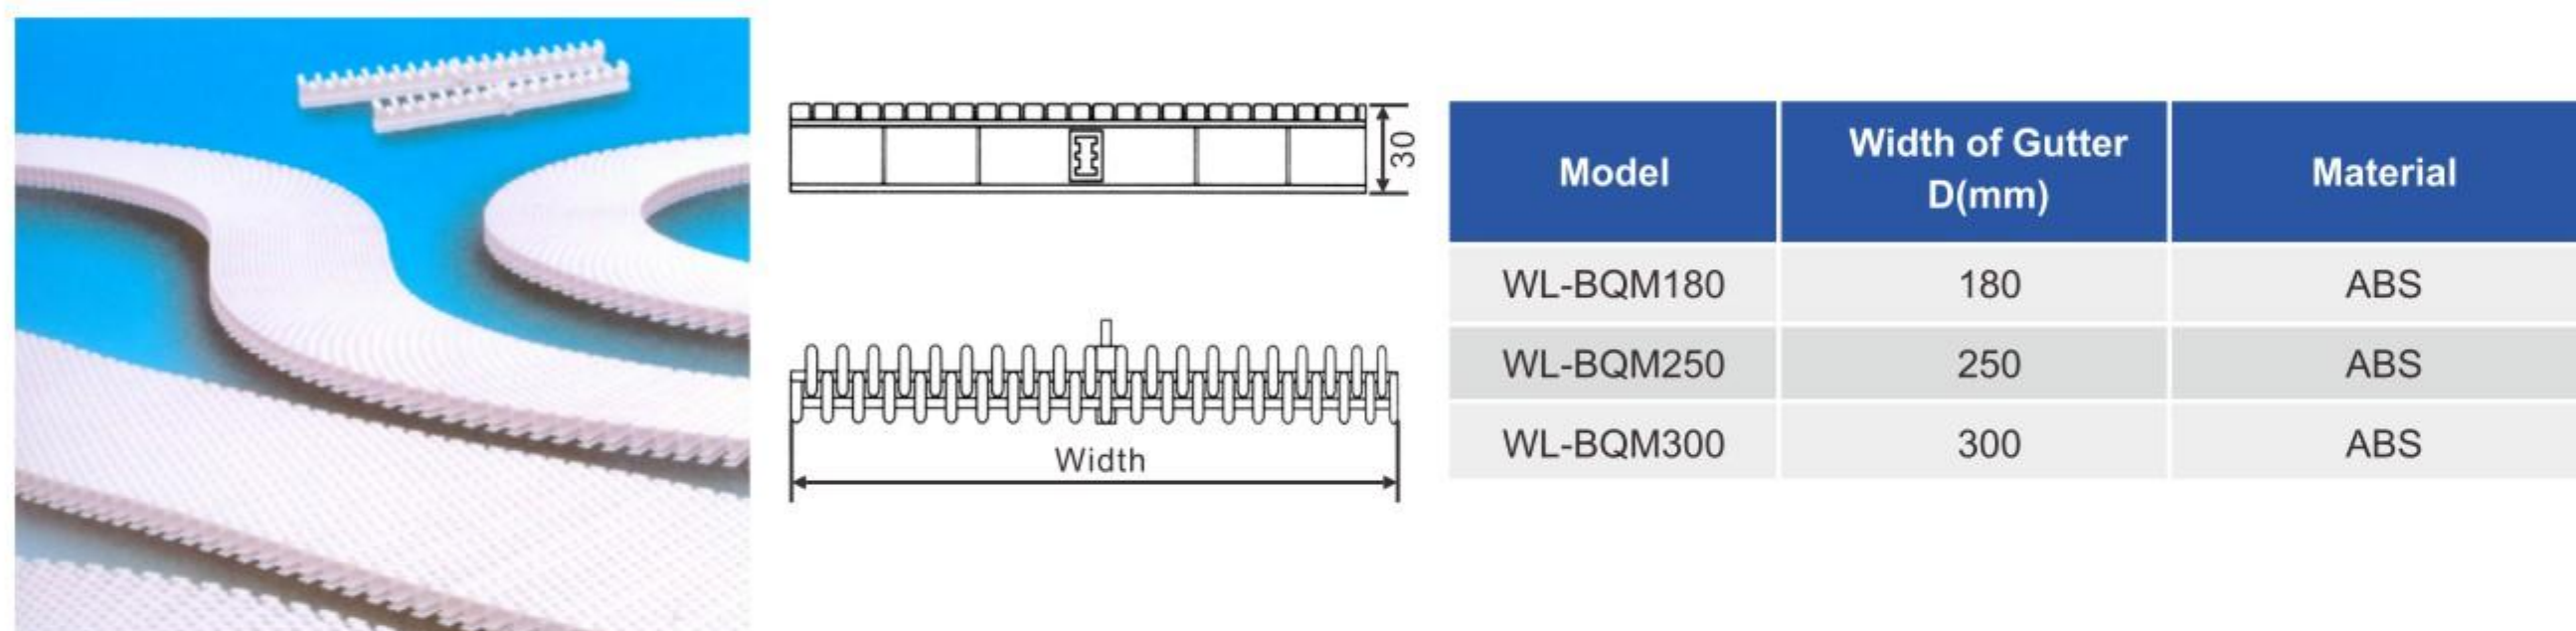 30
Width
Model Width of Gutter D(mm) Material
WL-BQM180 180 ABS
WL-BQM250 250 ABS
WL-BQM300 300 ABS